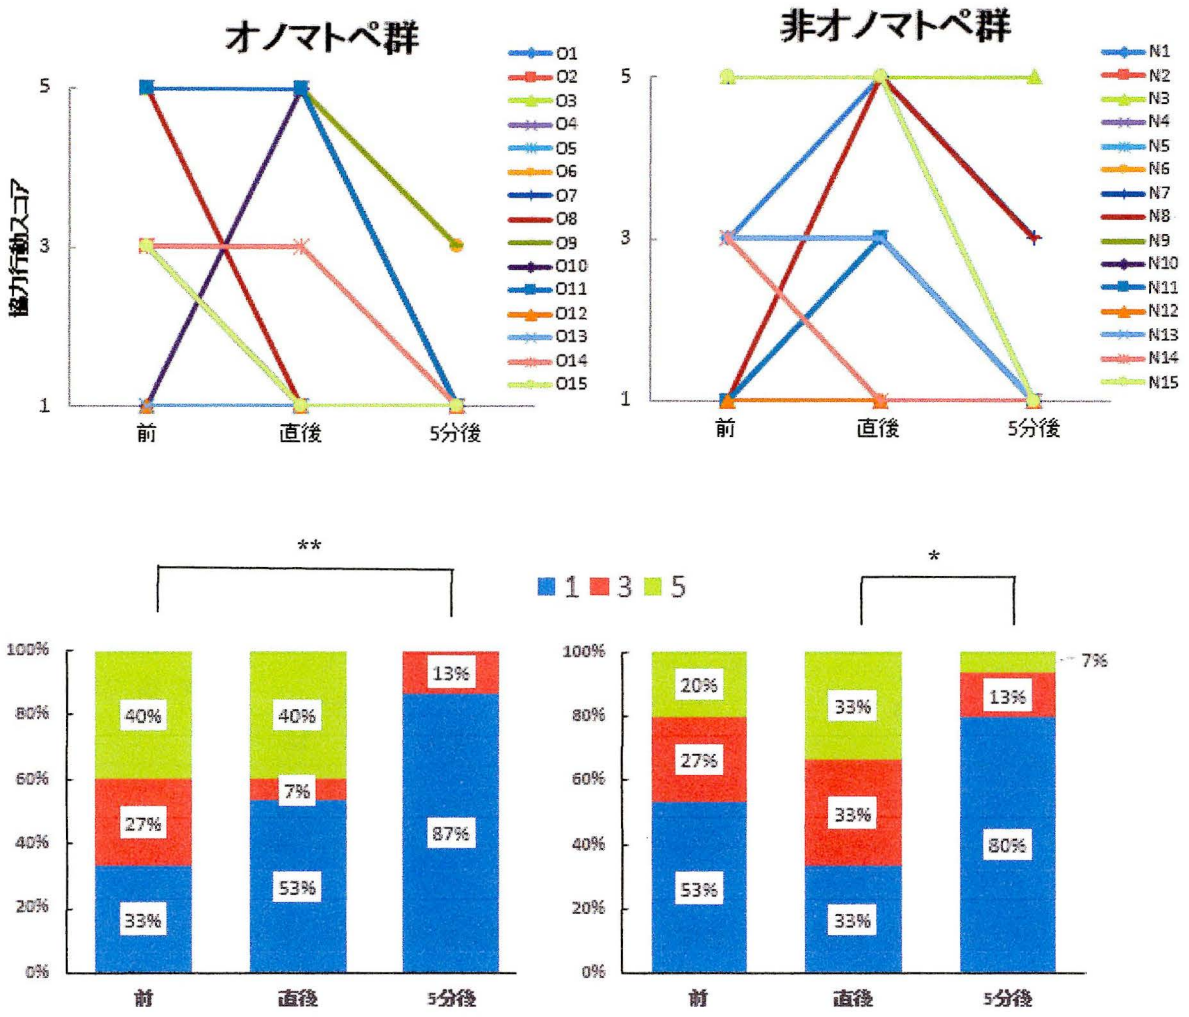 オノマトペ群
5
3
1
協力行動スコア
前
直後
5分後
O1
O2
O3
O4
O5
O6
O7
O8
O9
O10
O11
O12
O13
O14
O15
非オノマトペ群
5
3
1
前
直後
5分後
N1
N2
N3
N4
N5
N6
N7
N8
N9
N10
N11
N12
N13
N14
N15
**
1 3 5
*
100%
80%
60%
40%
20%
0%
40%
27%
33%
40%
7%
53%
13%
87%
前
直後
5分後
100%
80%
60%
40%
20%
0%
20%
27%
53%
33%
33%
33%
7%
13%
80%
前
直後
5分後